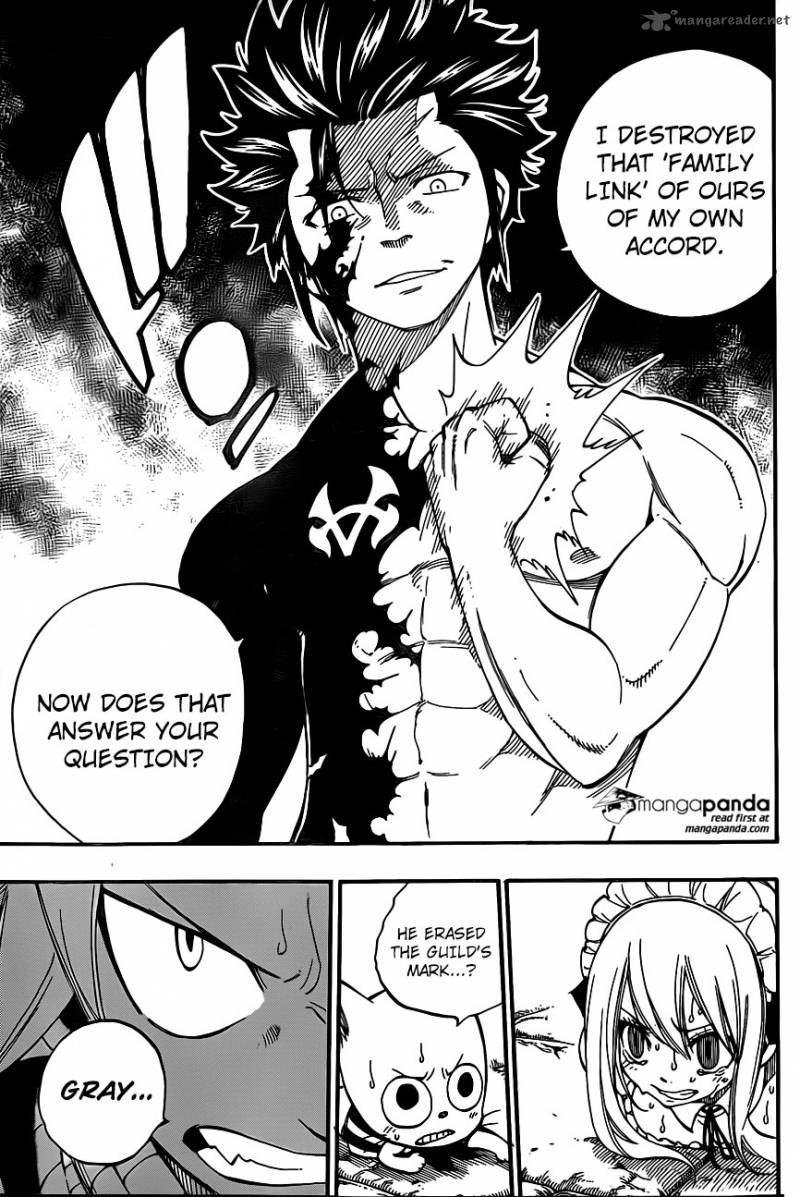 mangareader.net
I DESTROYED
THAT 'FAMILY
LINK' OF OURS
OF MY OWN
ACCORD.
NOW DOES THAT
ANSWER YOUR
QUESTION?
mangapanda
read first at
mangapanda.com
GRAY...
HE ERASED
THE GUILD'S
MARK...?